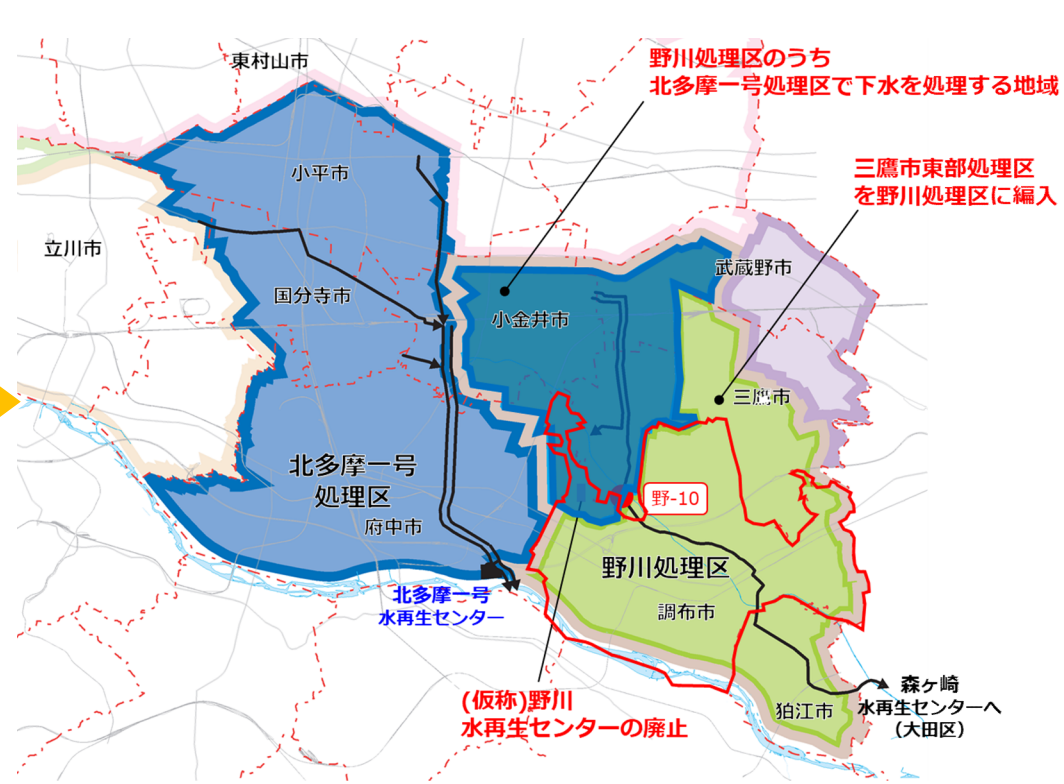 東村山市
野川処理区のうち
北多摩一号処理区で下水を処理する地域
小平市
三鷹市東部処理区
を野川処理区に編入
立川市
国分寺市
武蔵野市
小金井市
三鷹市
北多摩一号
処理区
府中市
野-10
野川処理区
調布市
北多摩一号
水再生センター
(仮称)野川
水再生センターの廃止
狛江市
森ヶ崎
水再生センターへ
(大田区)